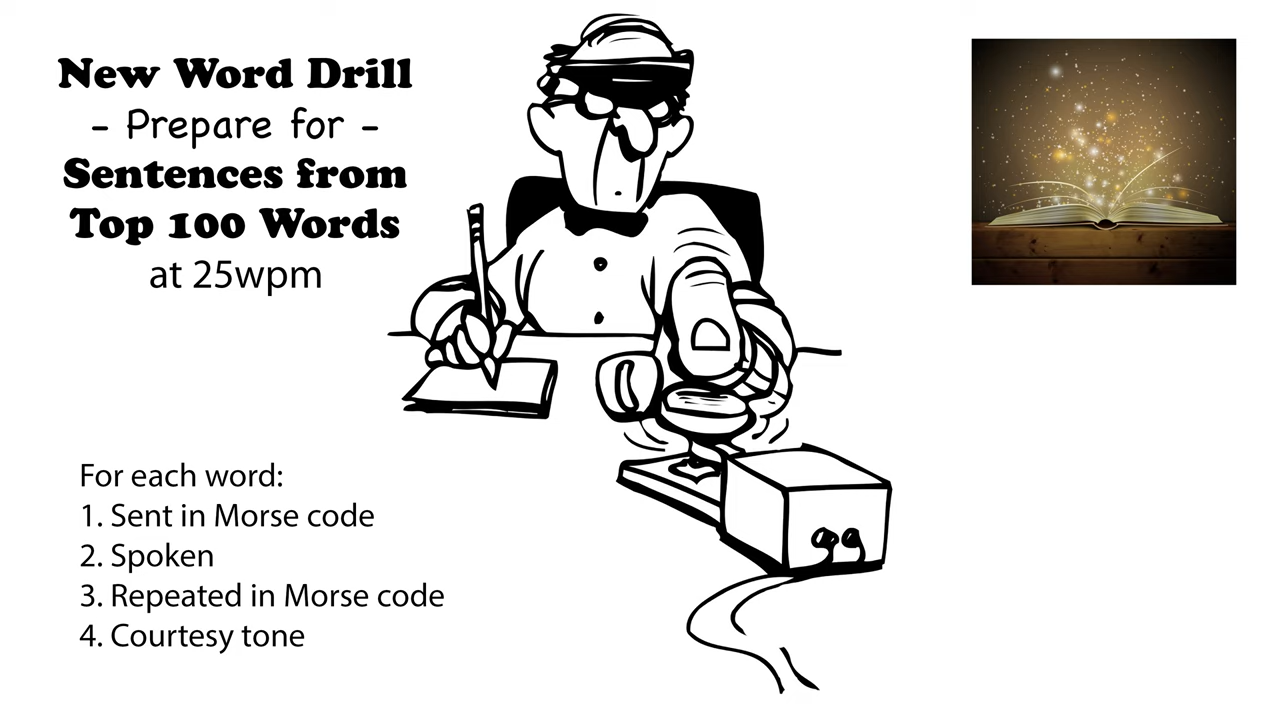 New Word Drill
- Prepare for -
Sentences from
Top 100 Words
at 25wpm
For each word:
1. Sent in Morse code
2. Spoken
3. Repeated in Morse code
4. Courtesy tone